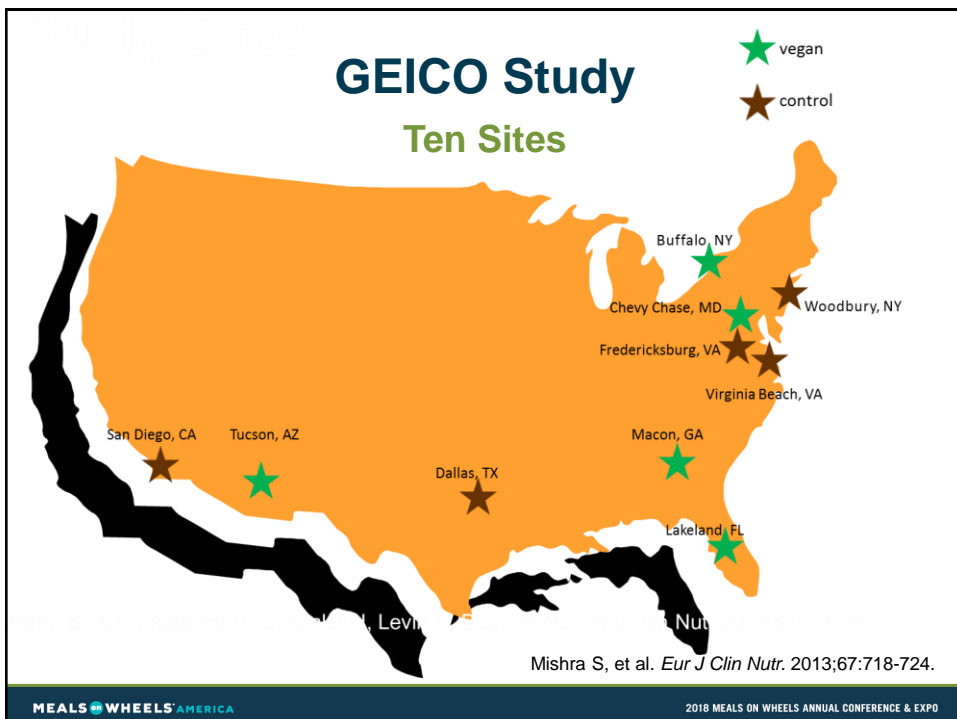 vegan
GEICO Study
control
Ten Sites
Buffalo, NY
Chevy Chase, MD
Woodbury, NY
Fredericksburg, VA
Virginia Beach, VA
San Diego, CA
Tucson, AZ
Macon, GA
Dallas, TX
Lakeland, FL
Mishra S, et al. Eur J Clin Nutr. 2013;67:718-724.
MEALS ON WHEELS AMERICA
2018 MEALS ON WHEELS ANNUAL CONFERENCE & EXPO